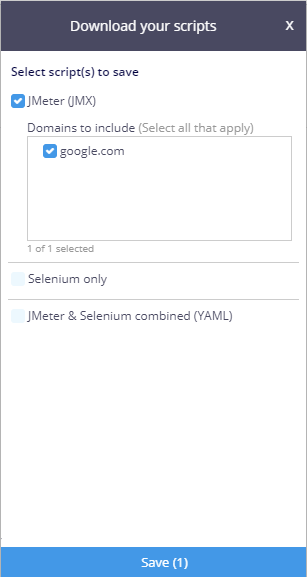 Download your scripts X
Select script(s) to save
JMeter (JMX)
Domains to include (Select all that apply)
google.com
1 of 1 selected
Selenium only
JMeter & Selenium combined (YAML)
Save (1)